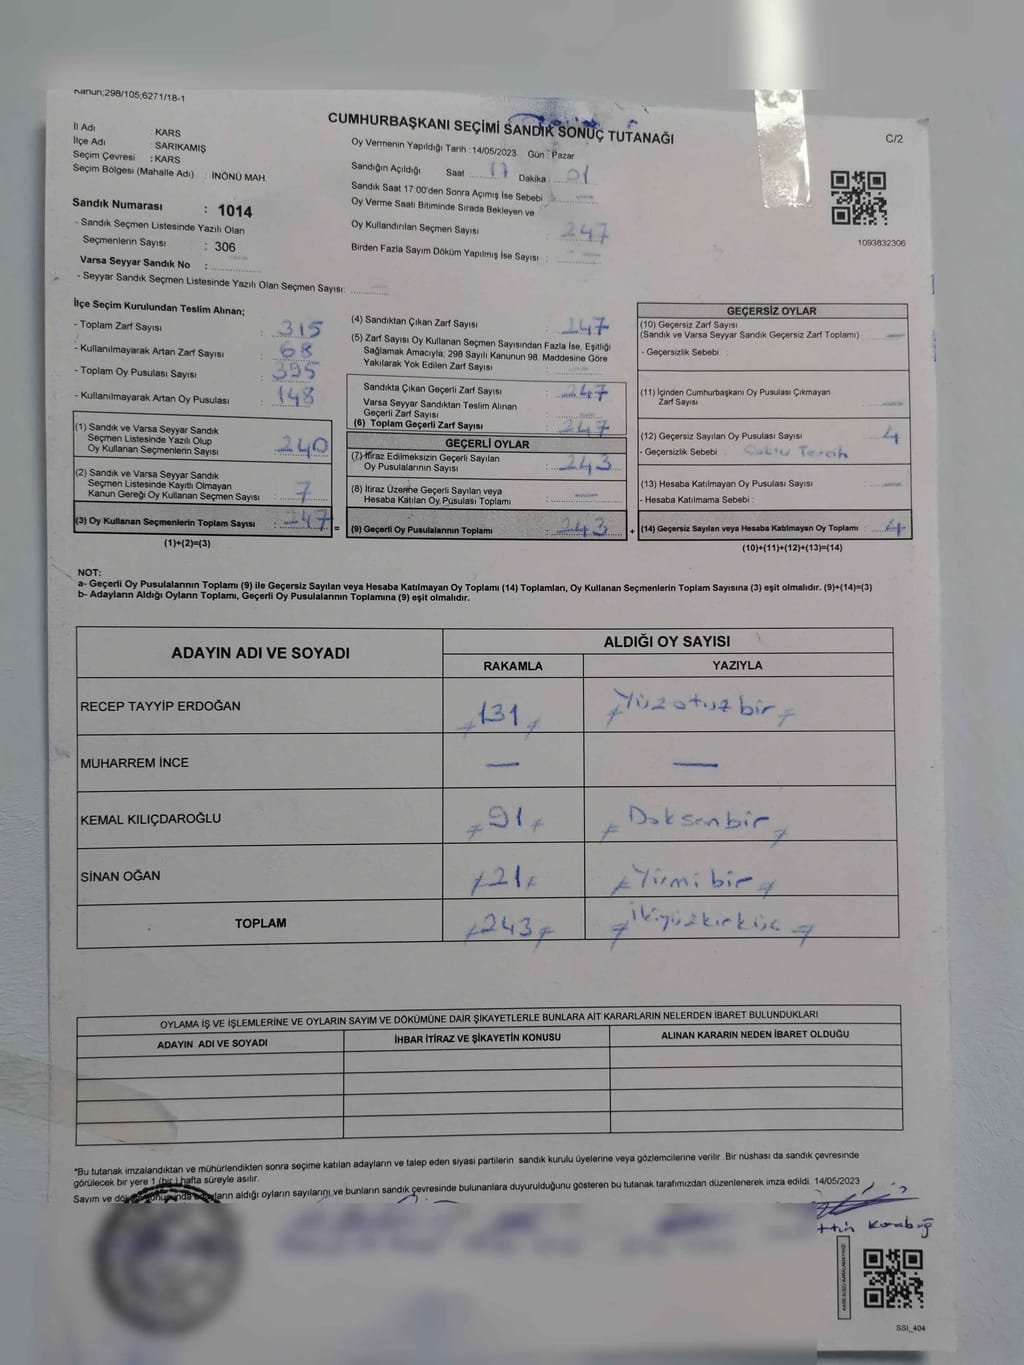 Kanun;298/105;6271/18-1
CUMHURBAŞKANI SEÇİMİ SANDIK SONUÇ TUTANAĞI
C/2
İl Adı : KARS
İlçe Adı : SARIKAMIŞ
Seçim Çevresi : KARS
Seçim Bölgesi (Mahalle Adı) : İNÖNÜ MAH.
Sandık Numarası : 1014
- Sandık Seçmen Listesinde Yazılı Olan
Seçmenlerin Sayısı : 306
Varsa Seyyar Sandık No :
- Seyyar Sandık Seçmen Listesinde Yazılı Olan Seçmen Sayısı:
Oy Vermenin Yapıldığı Tarih : 14/05/2023 Gün : Pazar
Sandığın Açıldığı Saat 17 Dakika : 01
Sandık Saat 17:00'den Sonra Açılmış İse Sebebi
Oy Verme Saati Bitiminde Sırada Bekleyen ve
Oy Kullandırılan Seçmen Sayısı : 247
Birden Fazla Sayım Döküm Yapılmış İse Sayısı :
1093832306
İlçe Seçim Kurulundan Teslim Alınan;
- Toplam Zarf Sayısı : 315
- Kullanılmayarak Artan Zarf Sayısı : 68
- Toplam Oy Pusulası Sayısı : 395
- Kullanılmayarak Artan Oy Pusulası : 148
(1) Sandık ve Varsa Seyyar Sandık
Seçmen Listesinde Yazılı Olup
Oy Kullanan Seçmenlerin Sayısı : 240
(2) Sandık ve Varsa Seyyar Sandık
Seçmen Listesinde Kayıtlı Olmayan
Kanun Gereği Oy Kullanan Seçmen Sayısı : 7
(3) Oy Kullanan Seçmenlerin Toplam Sayısı : 247 =
(1)+(2)=(3)
(4) Sandıktan Çıkan Zarf Sayısı : 247
(5) Zarf Sayısı Oy Kullanan Seçmen Sayısından Fazla İse, Eşitliği
Sağlamak Amacıyla; 298 Sayılı Kanunun 98. Maddesine Göre
Yakılarak Yok Edilen Zarf Sayısı :
Sandıkta Çıkan Geçerli Zarf Sayısı : 247
Varsa Seyyar Sandıktan Teslim Alınan
Geçerli Zarf Sayısı :
(6) Toplam Geçerli Zarf Sayısı : 247
GEÇERLİ OYLAR
(7) İtiraz Edilmeksizin Geçerli Sayılan
Oy Pusulalarının Sayısı : 243
(8) İtiraz Üzerine Geçerli Sayılan veya
Hesaba Katılan Oy Pusulası Toplamı :
(9) Geçerli Oy Pusulalarının Toplamı : 243 +
GEÇERSİZ OYLAR
(10) Geçersiz Zarf Sayısı
(Sandık ve Varsa Seyyar Sandık Geçersiz Zarf Toplamı) :
- Geçersizlik Sebebi :
(11) İçinden Cumhurbaşkanı Oy Pusulası Çıkmayan
Zarf Sayısı :
(12) Geçersiz Sayılan Oy Pusulası Sayısı : 4
- Geçersizlik Sebebi :
(13) Hesaba Katılmayan Oy Pusulası Sayısı :
- Hesaba Katılmama Sebebi :
(14) Geçersiz Sayılan veya Hesaba Katılmayan Oy Toplamı : 4
(10)+(11)+(12)+(13)=(14)
NOT:
a- Geçerli Oy Pusulalarının Toplamı (9) ile Geçersiz Sayılan veya Hesaba Katılmayan Oy Toplamı (14) Toplamları, Oy Kullanan Seçmenlerin Toplam Sayısına (3) eşit olmalıdır. (9)+(14)=(3)
b- Adayların Aldığı Oyların Toplamı, Geçerli Oy Pusulalarının Toplamına (9) eşit olmalıdır.
ADAYIN ADI VE SOYADI
ALDIĞI OY SAYISI
RAKAMLA YAZIYLA
RECEP TAYYİP ERDOĞAN 131 Yüzotuzbir
MUHARREM İNCE — —
KEMAL KILIÇDAROĞLU 91 Doksanbir
SİNAN OĞAN 21 Yirmibir
TOPLAM 243 İkiyüzkırküç
OYLAMA İŞ VE İŞLEMLERİNE VE OYLARIN SAYIM VE DÖKÜMÜNE DAİR ŞİKAYETLERLE BUNLARA AİT KARARLARIN NELERDEN İBARET BULUNDUKLARI
ADAYIN ADI VE SOYADI İHBAR İTİRAZ VE ŞİKAYETİN KONUSU ALINAN KARARIN NEDEN İBARET OLDUĞU
*Bu tutanak imzalandıktan ve mühürlendikten sonra seçime katılan adayların ve talep eden siyasi partilerin sandık kurulu üyelerine veya gözlemcilerine verilir. Bir nüshası da sandık çevresinde
görülecek bir yere 1 (bir) hafta süreyle asılır.
Sayım ve adayların aldığı oyların sayılarını ve bunların sandık çevresinde bulunanlara duyurulduğunu gösteren bu tutanak tarafımızdan düzenlenerek imza edildi. 14/05/2023
SSI_404